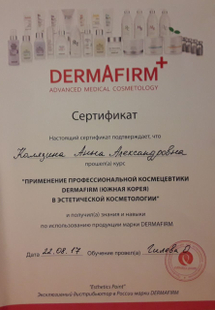 DERMAFIRM+
ADVANCED MEDICAL COSMETOLOGY
Сертификат
Настоящий сертификат подтверждает, что
Калязина Анна Александровна
прошел(а) курс
"ПРИМЕНЕНИЕ ПРОФЕССИОНАЛЬНОЙ КОСМЕЦЕВТИКИ
DERMAFIRM (ЮЖНАЯ КОРЕЯ)
В ЭСТЕТИЧЕСКОЙ КОСМЕТОЛОГИИ"
и получил(а) знания и навыки
по использованию продукции марки DERMAFIRM.
Дата 22.08.17 Обучение провел(а)
"Esthetics Point"
Эксклюзивный дистрибьютор в России марки DERMAFIRM